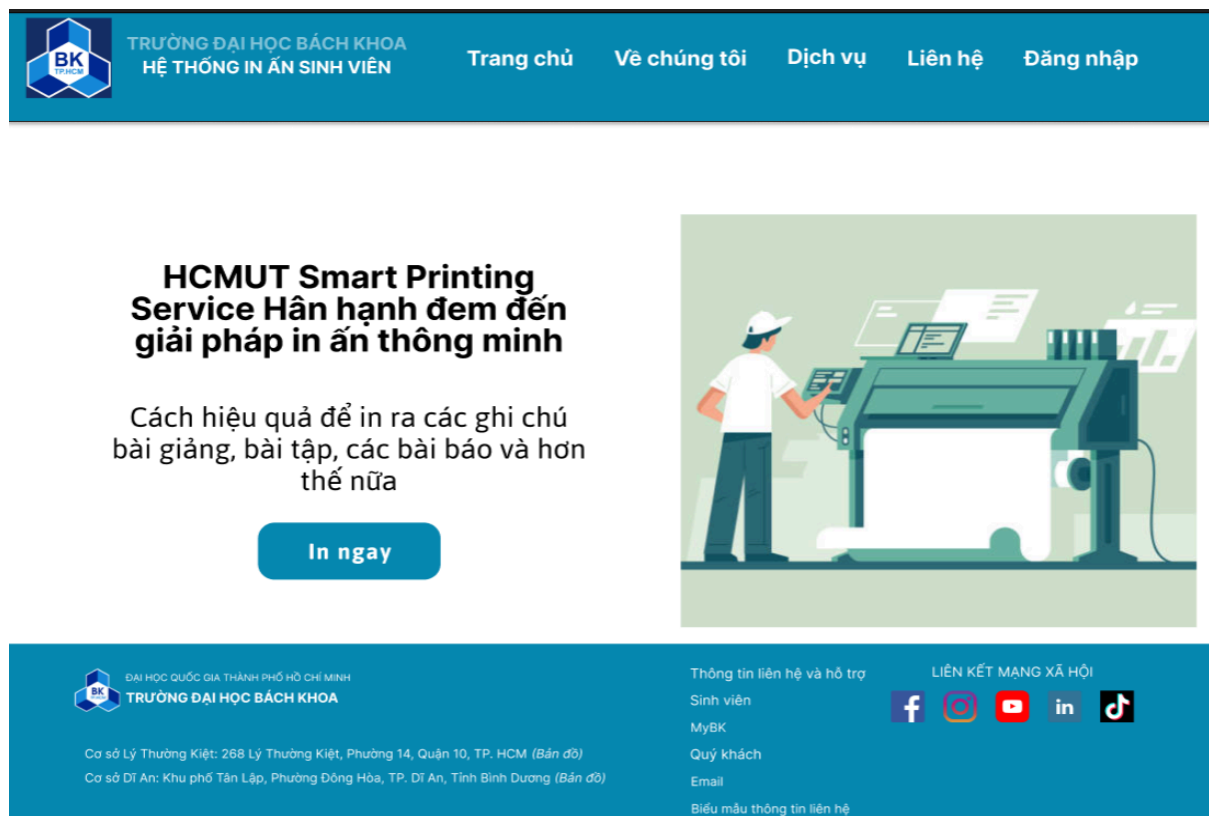 BK
TP.HCM
TRƯỜNG ĐẠI HỌC BÁCH KHOA
HỆ THỐNG IN ẤN SINH VIÊN
Trang chủ
Về chúng tôi
Dịch vụ
Liên hệ
Đăng nhập
HCMUT Smart Printing
Service Hân hạnh đem đến
giải pháp in ấn thông minh
Cách hiệu quả để in ra các ghi chú
bài giảng, bài tập, các bài báo và hơn
thế nữa
In ngay
BK
ĐẠI HỌC QUỐC GIA THÀNH PHỐ HỒ CHÍ MINH
TRƯỜNG ĐẠI HỌC BÁCH KHOA
Cơ sở Lý Thường Kiệt: 268 Lý Thường Kiệt, Phường 14, Quận 10, TP. HCM (Bản đồ)
Cơ sở Dĩ An: Khu phố Tân Lập, Phường Đông Hòa, TP. Dĩ An, Tỉnh Bình Dương (Bản đồ)
Thông tin liên hệ và hỗ trợ
Sinh viên
MyBK
Quý khách
Email
Biểu mẫu thông tin liên hệ
LIÊN KẾT MẠNG XÃ HỘI
f
in